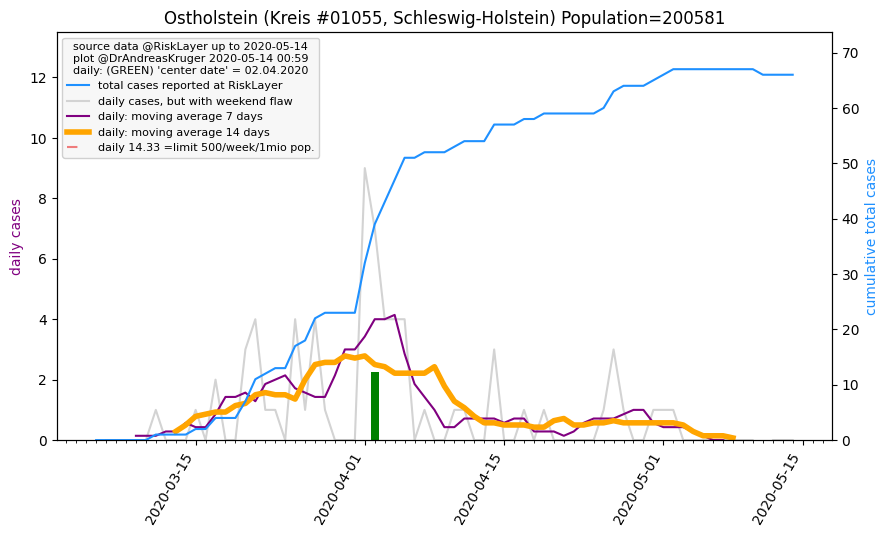 Ostholstein (Kreis #01055, Schleswig-Holstein) Population=200581
source data @RiskLayer up to 2020-05-14
plot @DrAndreasKruger 2020-05-14 00:59
daily: (GREEN) 'center date' = 02.04.2020
total cases reported at RiskLayer
daily cases, but with weekend flaw
daily: moving average 7 days
daily: moving average 14 days
daily 14.33 =limit 500/week/1mio pop.
daily cases
12
10
8
6
4
2
0
70
60
50
40
30
20
10
0
cumulative total cases
2020-03-15
2020-04-01
2020-04-15
2020-05-01
2020-05-15